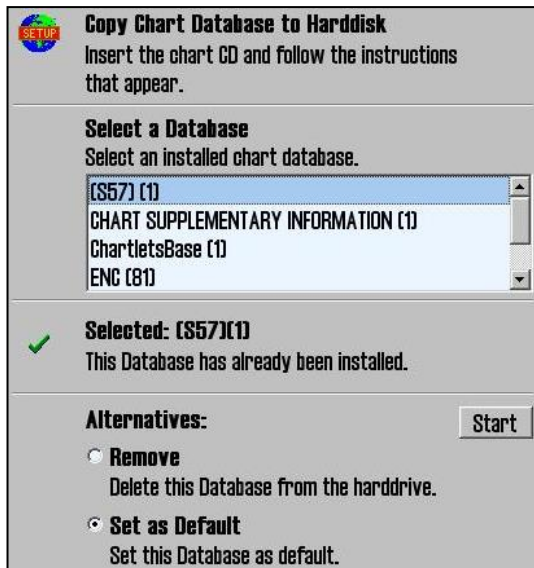 SETUP
Copy Chart Database to Harddisk
Insert the chart CD and follow the instructions
that appear.
Select a Database
Select an installed chart database.
(S57) (1)
CHART SUPPLEMENTARY INFORMATION (1)
ChartletsBase (1)
ENC (81)
Selected: (S57)(1)
This Database has already been installed.
Alternatives:
Start
Remove
Delete this Database from the harddrive.
Set as Default
Set this Database as default.